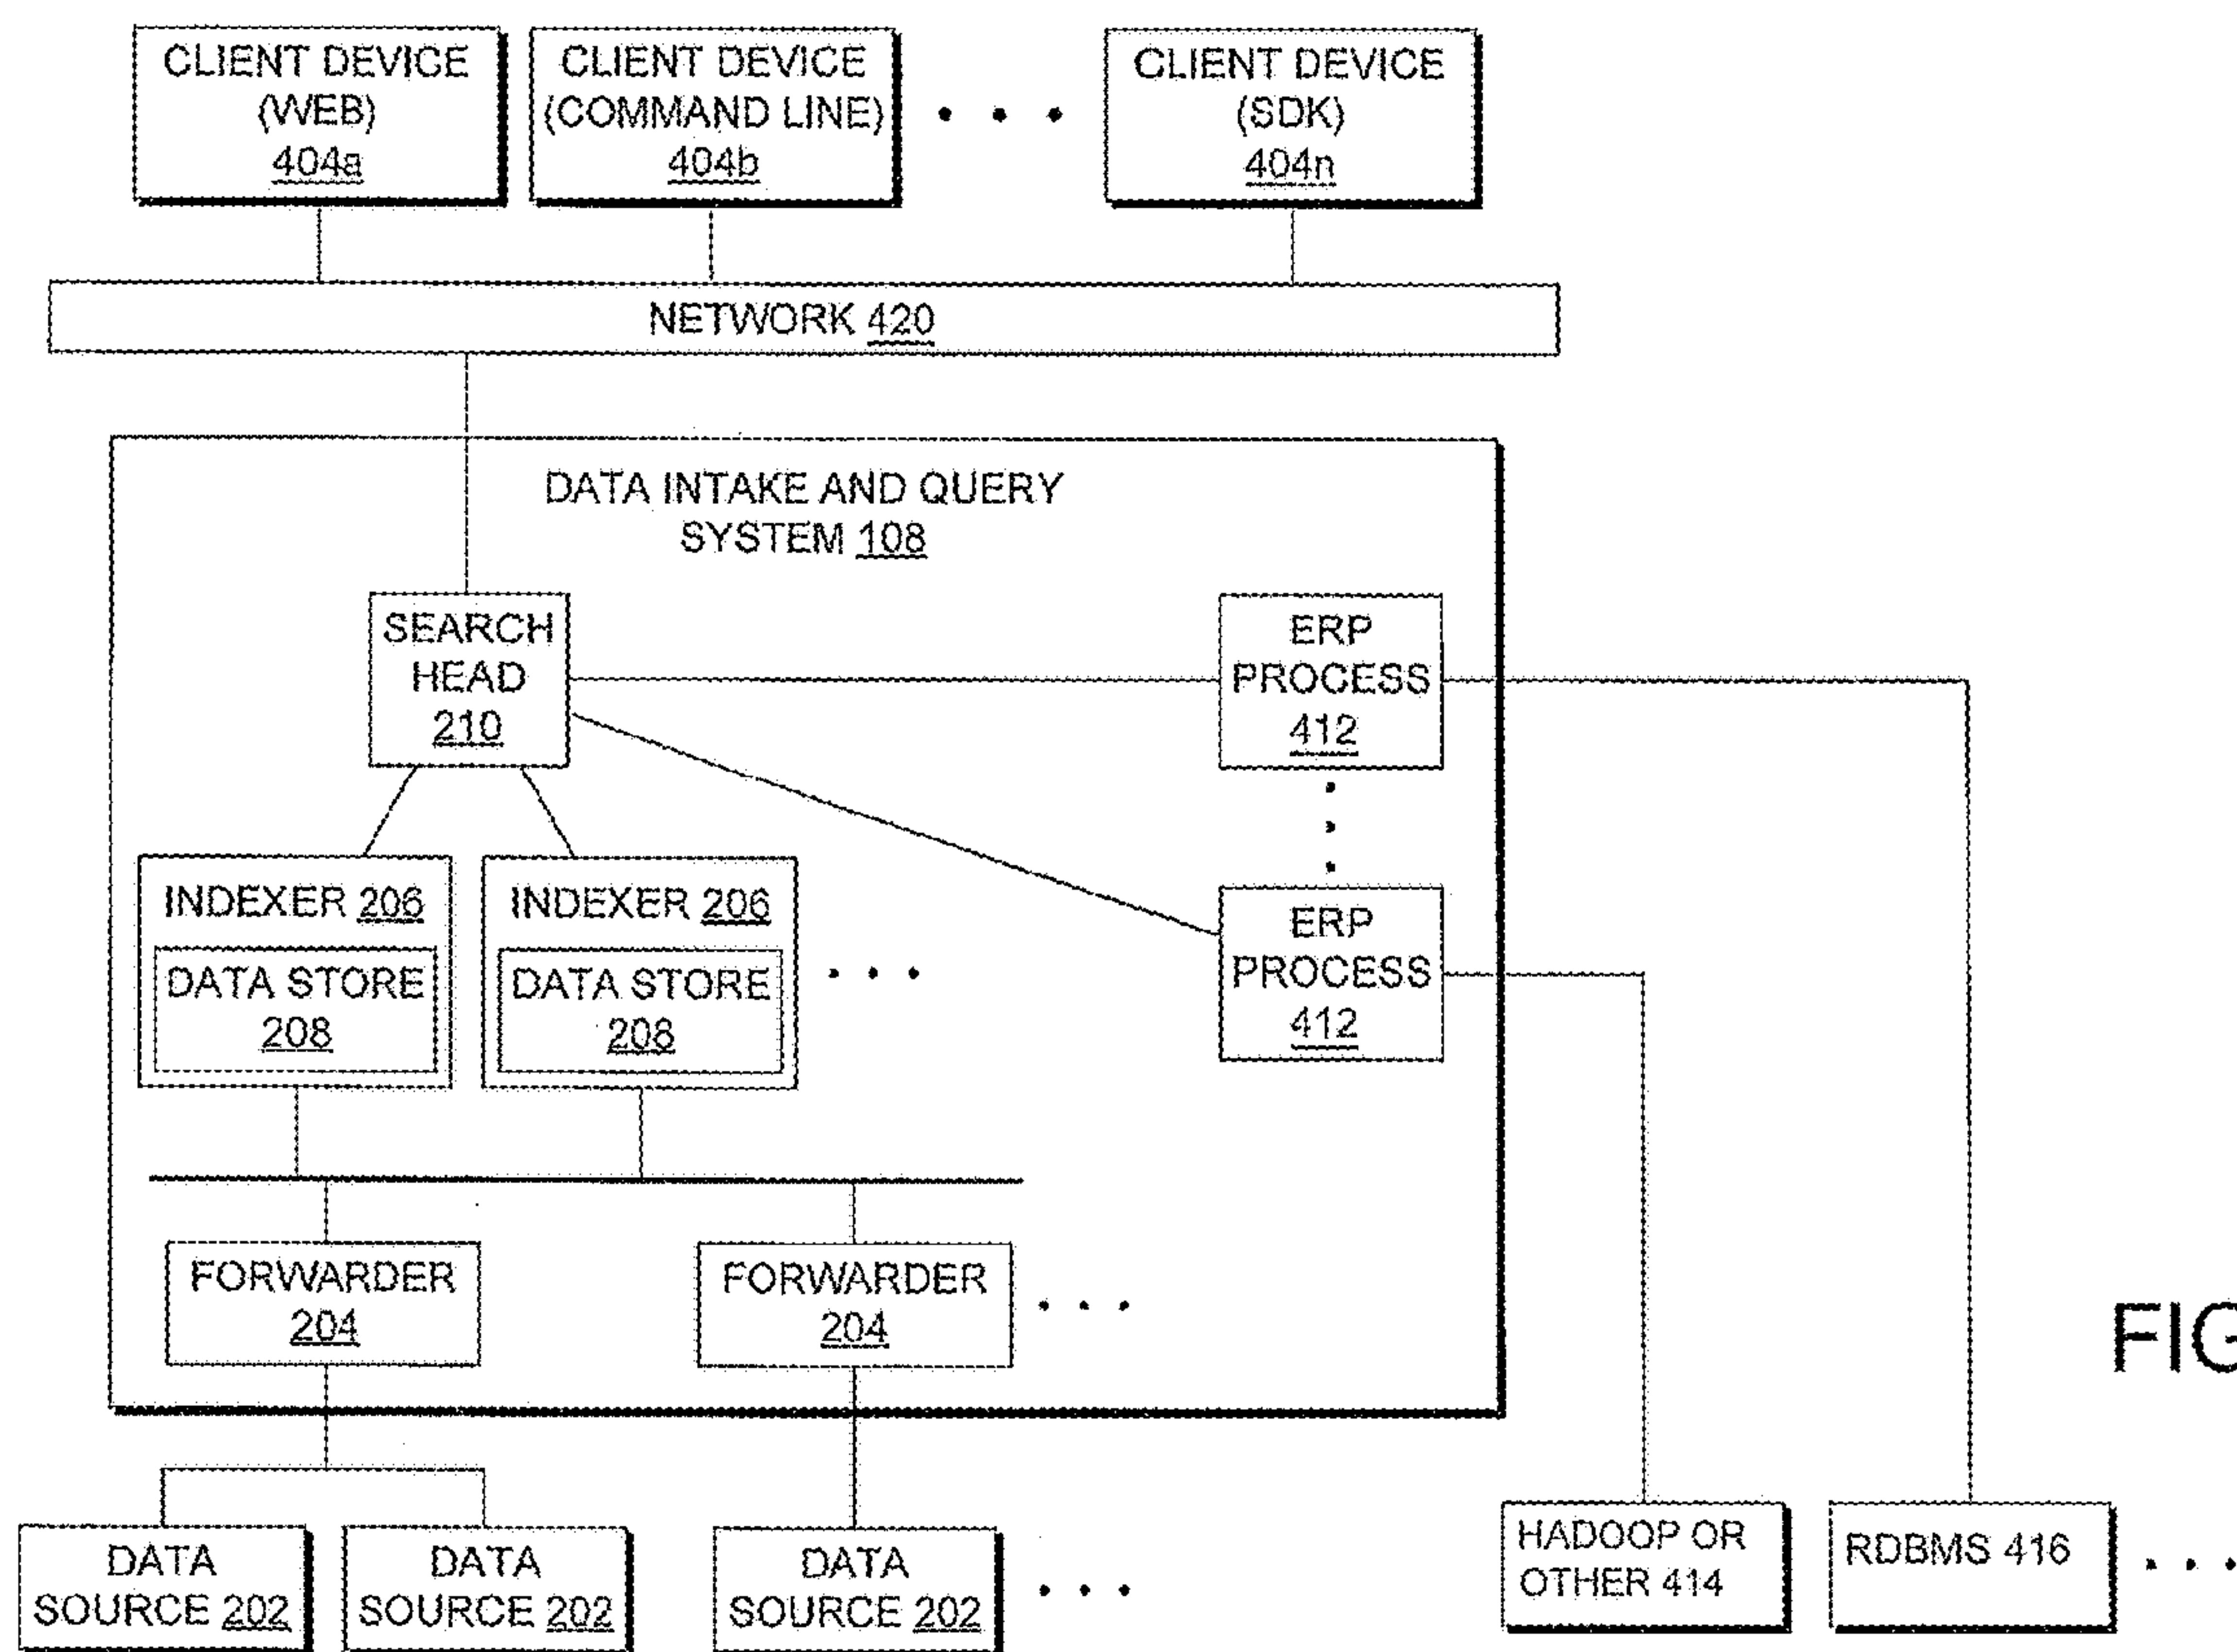 CLIENT DEVICE
(WEB)
404a
CLIENT DEVICE
(COMMAND LINE)
404b
CLIENT DEVICE
(SDK)
404n
NETWORK 420
DATA INTAKE AND QUERY
SYSTEM 108
SEARCH
HEAD
210
ERP
PROCESS
412
INDEXER 206
DATA STORE
208
INDEXER 206
DATA STORE
208
ERP
PROCESS
412
FORWARDER
204
FORWARDER
204
FIG
DATA
SOURCE 202
DATA
SOURCE 202
DATA
SOURCE 202
HADOOP OR
OTHER 414
RDBMS 416